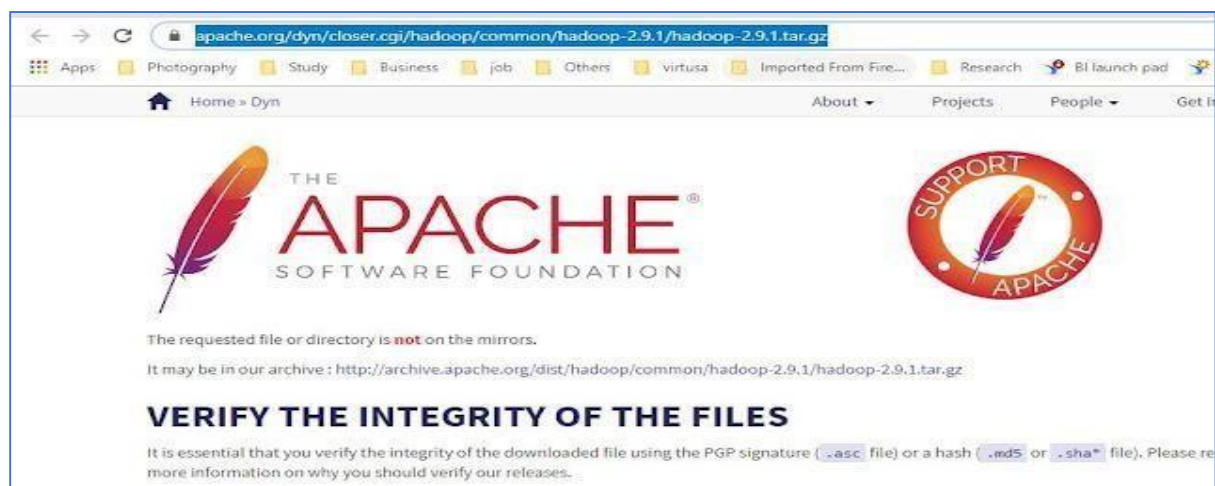 apache.org/dyn/closer.cgi/hadoop/common/hadoop-2.9.1/hadoop-2.9.1.tar.gz
Apps Photography Study Business job Others virtusa Imported From Fire... Research BI launch pad
Home » Dyn About Projects People Get In
THE
APACHE®
SOFTWARE FOUNDATION
SUPPORT
APACHE
The requested file or directory is not on the mirrors.
It may be in our archive : http://archive.apache.org/dist/hadoop/common/hadoop-2.9.1/hadoop-2.9.1.tar.gz
VERIFY THE INTEGRITY OF THE FILES
It is essential that you verify the integrity of the downloaded file using the PGP signature ( .asc file) or a hash ( .md5 or .sha* file). Please re
more information on why you should verify our releases.